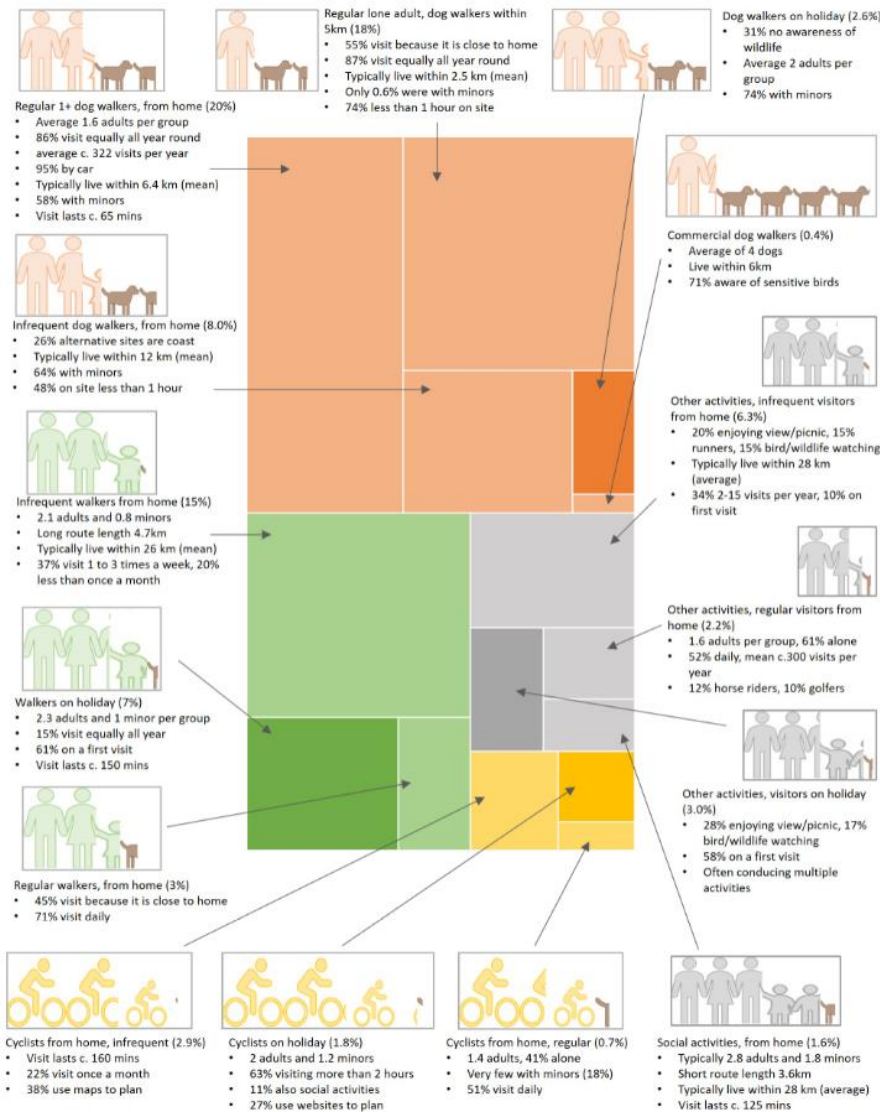 Regular lone adult, dog walkers within
5km (18%)
• 55% visit because it is close to home
• 87% visit equally all year round
• Typically live within 2.5 km (mean)
• Only 0.6% were with minors
• 74% less than 1 hour on site
Dog walkers on holiday (2.6%)
• 31% no awareness of
wildlife
• Average 2 adults per
group
• 74% with minors
Regular 1+ dog walkers, from home (20%)
• Average 1.6 adults per group
• 86% visit equally all year round
• average c. 322 visits per year
• 95% by car
• Typically live within 6.4 km (mean)
• 58% with minors
• Visit lasts c. 65 mins
Commercial dog walkers (0.4%)
• Average of 4 dogs
• Live within 6km
• 71% aware of sensitive birds
Infrequent dog walkers, from home (8.0%)
• 26% alternative sites are coast
• Typically live within 12 km (mean)
• 64% with minors
• 48% on site less than 1 hour
Other activities, infrequent visitors
from home (6.3%)
• 20% enjoying view/picnic, 15%
runners, 15% bird/wildlife watching
• Typically live within 28 km
(average)
• 34% 2-15 visits per year, 10% on
first visit
Infrequent walkers from home (15%)
• 2.1 adults and 0.8 minors
• Long route length 4.7km
• Typically live within 26 km (mean)
• 37% visit 1 to 3 times a week, 20%
less than once a month
Other activities, regular visitors from
home (2.2%)
• 1.6 adults per group, 61% alone
• 52% daily, mean c.300 visits per
year
• 12% horse riders, 10% golfers
Walkers on holiday (7%)
• 2.3 adults and 1 minor per group
• 15% visit equally all year
• 61% on a first visit
• Visit lasts c. 150 mins
Other activities, visitors on holiday
(3.0%)
• 28% enjoying view/picnic, 17%
bird/wildlife watching
• 58% on a first visit
• Often conducing multiple
activities
Regular walkers, from home (3%)
• 45% visit because it is close to home
• 71% visit daily
Cyclists from home, infrequent (2.9%)
• Visit lasts c. 160 mins
• 22% visit once a month
• 38% use maps to plan
Cyclists on holiday (1.8%)
• 2 adults and 1.2 minors
• 63% visiting more than 2 hours
• 11% also social activities
• 27% use websites to plan
Cyclists from home, regular (0.7%)
• 1.4 adults, 41% alone
• Very few with minors (18%)
• 51% visit daily
Social activities, from home (1.6%)
• Typically 2.8 adults and 1.8 minors
• Short route length 3.6km
• Typically live within 28 km (average)
• Visit lasts c. 125 mins